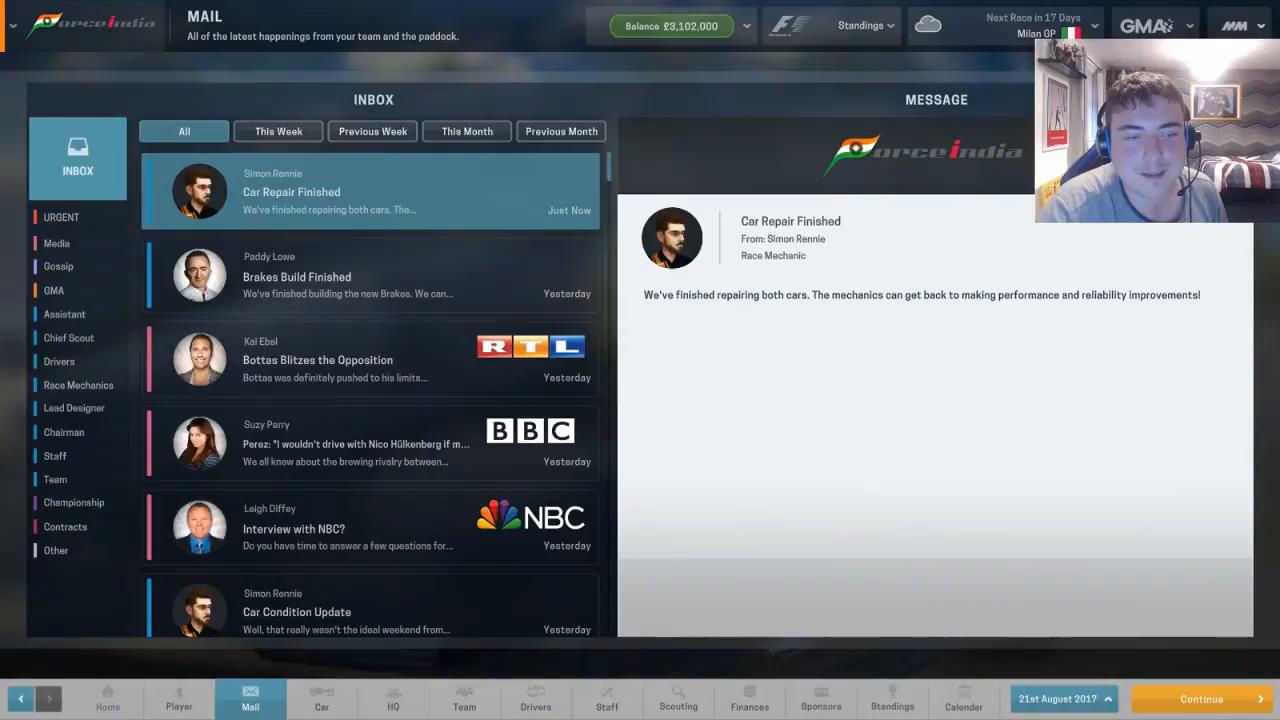 Force india
MAIL
All of the latest happenings from your team and the paddock.
Balance £3,102,000
F1
Standings
Next Race in 17 Days
Milan GP
GMA
MM
INBOX
MESSAGE
INBOX
URGENT
Media
Gossip
GMA
Assistant
Chief Scout
Drivers
Race Mechanics
Lead Designer
Chairman
Staff
Team
Championship
Contracts
Other
All
This Week
Previous Week
This Month
Previous Month
Simon Rennie
Car Repair Finished
We've finished repairing both cars. The...
Just Now
Paddy Lowe
Brakes Build Finished
We've finished building the new Brakes. We can...
Yesterday
Kai Ebel
Bottas Blitzes the Opposition
Bottas was definitely pushed to his limits...
RTL
Yesterday
Suzy Perry
Perez: "I wouldn't drive with Nico Hülkenberg if m...
We all knew about the brewing rivalry between...
BBC
Yesterday
Leigh Diffey
Interview with NBC?
Do you have time to answer a few questions for...
NBC
Yesterday
Simon Rennie
Car Condition Update
Well, that really wasn't the ideal weekend from...
Yesterday
Force india
Car Repair Finished
From: Simon Rennie
Race Mechanic
We've finished repairing both cars. The mechanics can get back to making performance and reliability improvements!
Home
Player
Mail
Car
HQ
Team
Drivers
Staff
Scouting
Finances
Sponsors
Standings
Calendar
21st August 2017
Continue